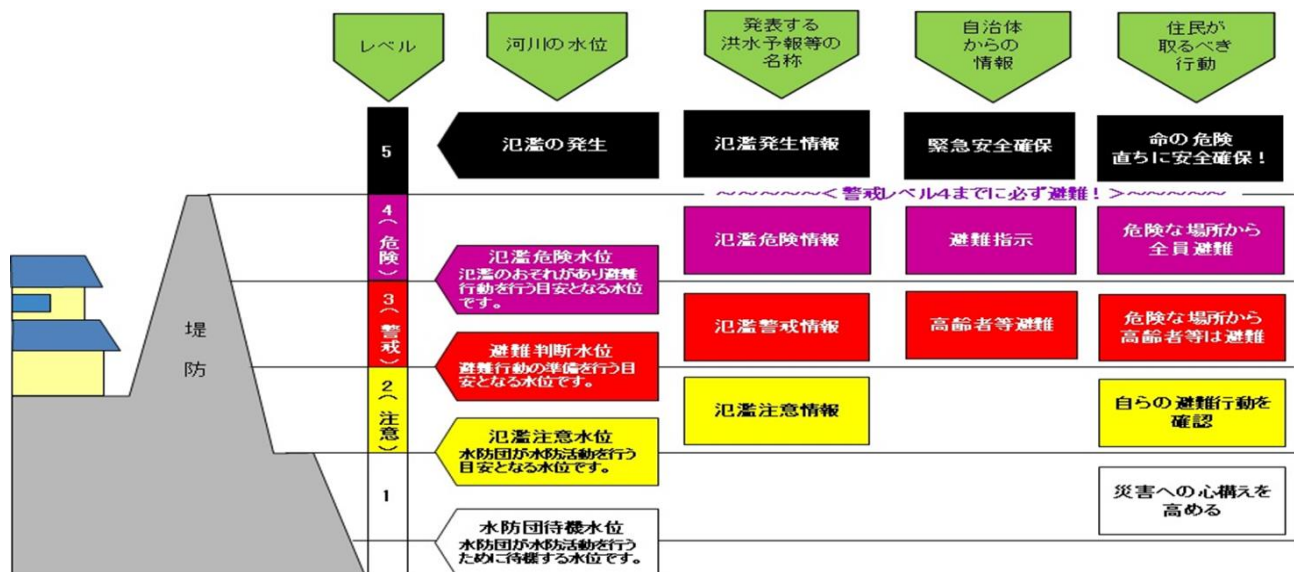 レベル
河川の水位
発表する
洪水予報等の
名称
自治体
からの
情報
住民が
取るべき
行動
5
氾濫の発生
氾濫発生情報
緊急安全確保
命の危険
直ちに安全確保!
~~~~~<警戒レベル4までに必ず避難!>~~~~~
4(危険)
氾濫危険水位
氾濫のおそれがあり避難
行動を行う目安となる水位
です。
氾濫危険情報
避難指示
危険な場所から
全員避難
堤防
3(警戒)
避難判断水位
避難行動の準備を行う目
安となる水位です。
氾濫警戒情報
高齢者等避難
危険な場所から
高齢者等は避難
2(注意)
氾濫注意水位
水防団が水防活動を行う
目安となる水位です。
氾濫注意情報
自らの避難行動を
確認
1
水防団待機水位
水防団が水防活動を行う
ために待機する水位です。
災害への心構えを
高める